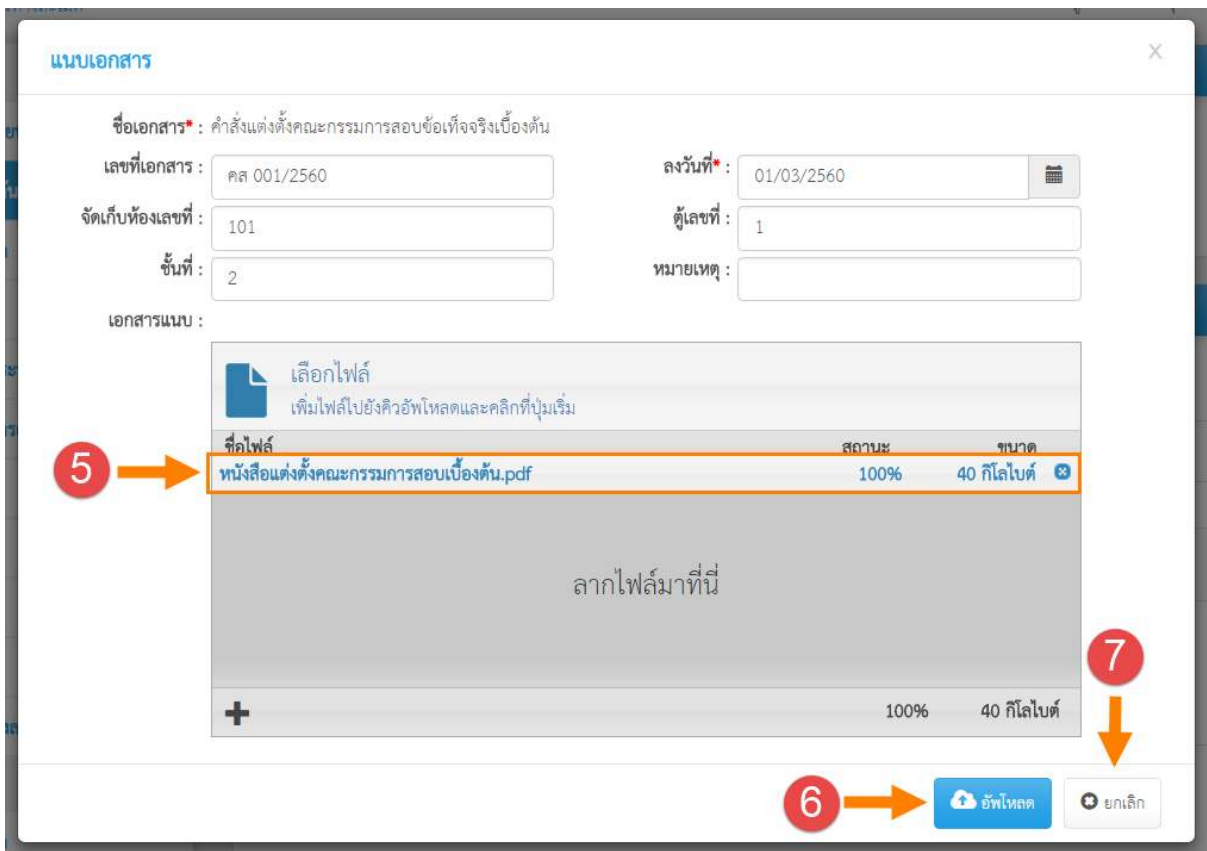 แนบเอกสาร
ชื่อเอกสาร* : คำสั่งแต่งตั้งคณะกรรมการสอบข้อเท็จจริงเบื้องต้น
เลขที่เอกสาร : คส 001/2560 ลงวันที่* : 01/03/2560
จัดเก็บห้องเลขที่ : 101 ตู้เลขที่ : 1
ชั้นที่ : 2 หมายเหตุ :
เอกสารแนบ :
เลือกไฟล์
เพิ่มไฟล์ไปยังคิวอัพโหลดและคลิกที่ปุ่มเริ่ม
ชื่อไฟล์ สถานะ ขนาด
5 หนังสือแต่งตั้งคณะกรรมการสอบเบื้องต้น.pdf 100% 40 กิโลไบต์
ลากไฟล์มาที่นี่
7
100% 40 กิโลไบต์
6 อัพโหลด ยกเลิก